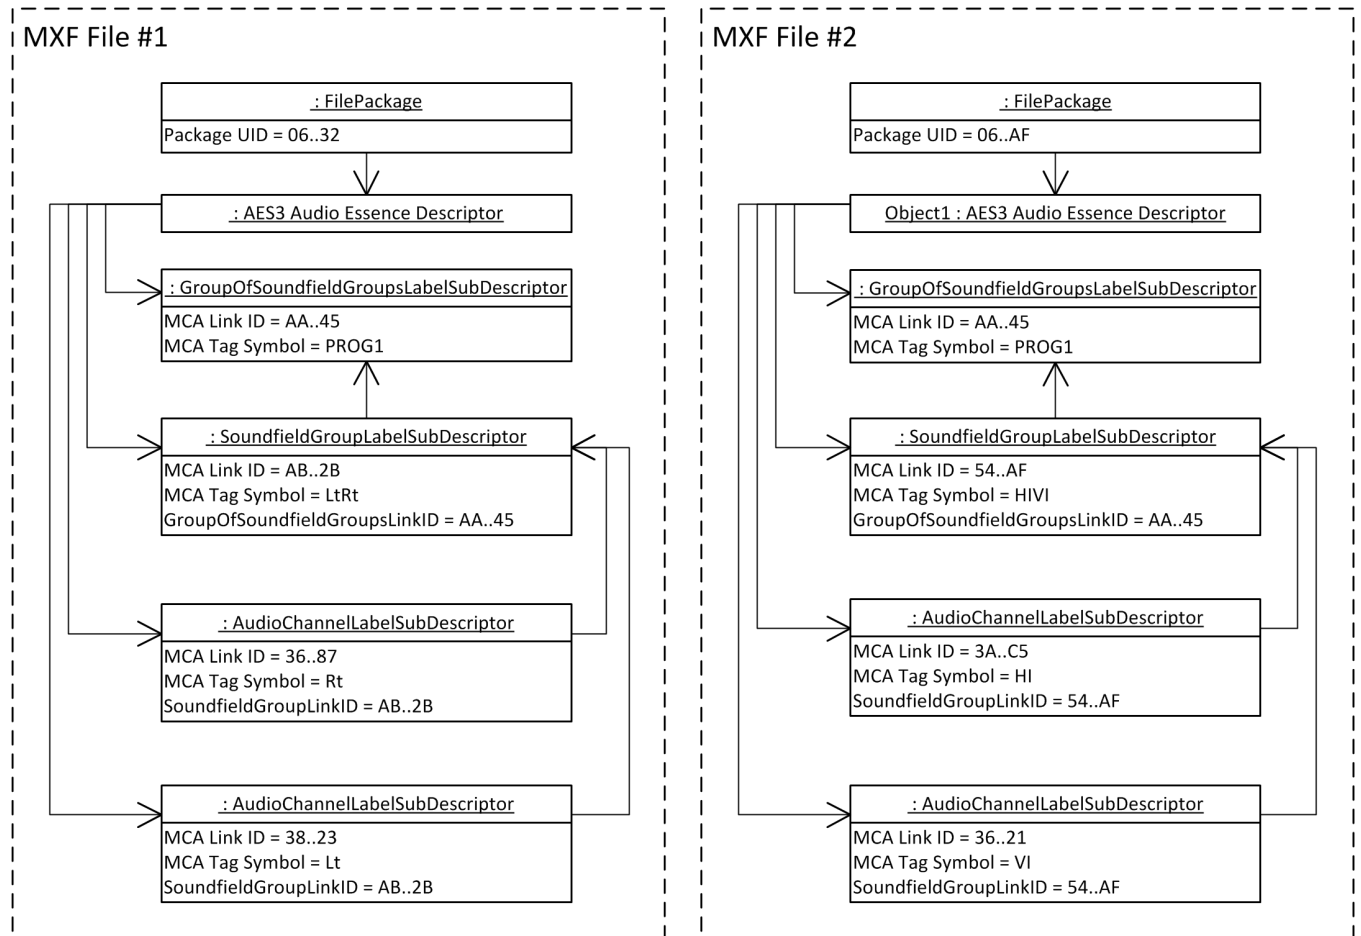 MXF File #1
: FilePackage
Package UID = 06..32
: AES3 Audio Essence Descriptor
: GroupOfSoundfieldGroupsLabelSubDescriptor
MCA Link ID = AA..45
MCA Tag Symbol = PROG1
: SoundfieldGroupLabelSubDescriptor
MCA Link ID = AB..2B
MCA Tag Symbol = LtRt
GroupOfSoundfieldGroupsLinkID = AA..45
: AudioChannelLabelSubDescriptor
MCA Link ID = 36..87
MCA Tag Symbol = Rt
SoundfieldGroupLinkID = AB..2B
: AudioChannelLabelSubDescriptor
MCA Link ID = 38..23
MCA Tag Symbol = Lt
SoundfieldGroupLinkID = AB..2B
MXF File #2
: FilePackage
Package UID = 06..AF
Object1 : AES3 Audio Essence Descriptor
: GroupOfSoundfieldGroupsLabelSubDescriptor
MCA Link ID = AA..45
MCA Tag Symbol = PROG1
: SoundfieldGroupLabelSubDescriptor
MCA Link ID = 54..AF
MCA Tag Symbol = HIVI
GroupOfSoundfieldGroupsLinkID = AA..45
: AudioChannelLabelSubDescriptor
MCA Link ID = 3A..C5
MCA Tag Symbol = HI
SoundfieldGroupLinkID = 54..AF
: AudioChannelLabelSubDescriptor
MCA Link ID = 36..21
MCA Tag Symbol = VI
SoundfieldGroupLinkID = 54..AF